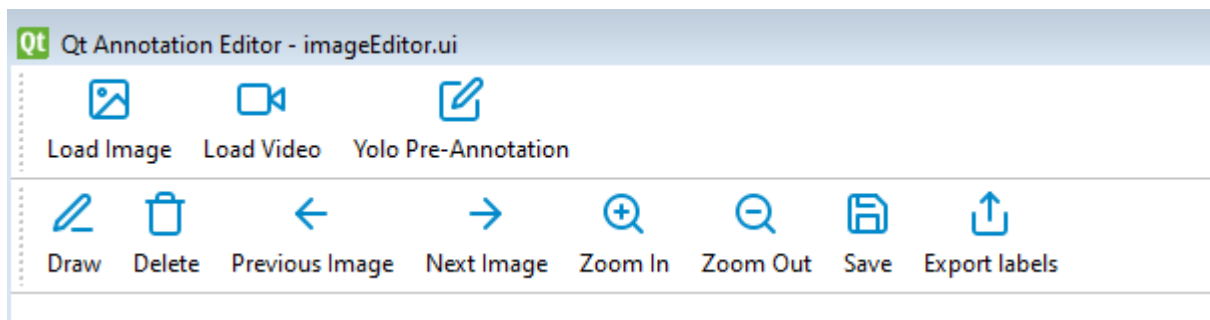 Qt Qt Annotation Editor - imageEditor.ui
Load Image Load Video Yolo Pre-Annotation
Draw Delete Previous Image Next Image Zoom In Zoom Out Save Export labels